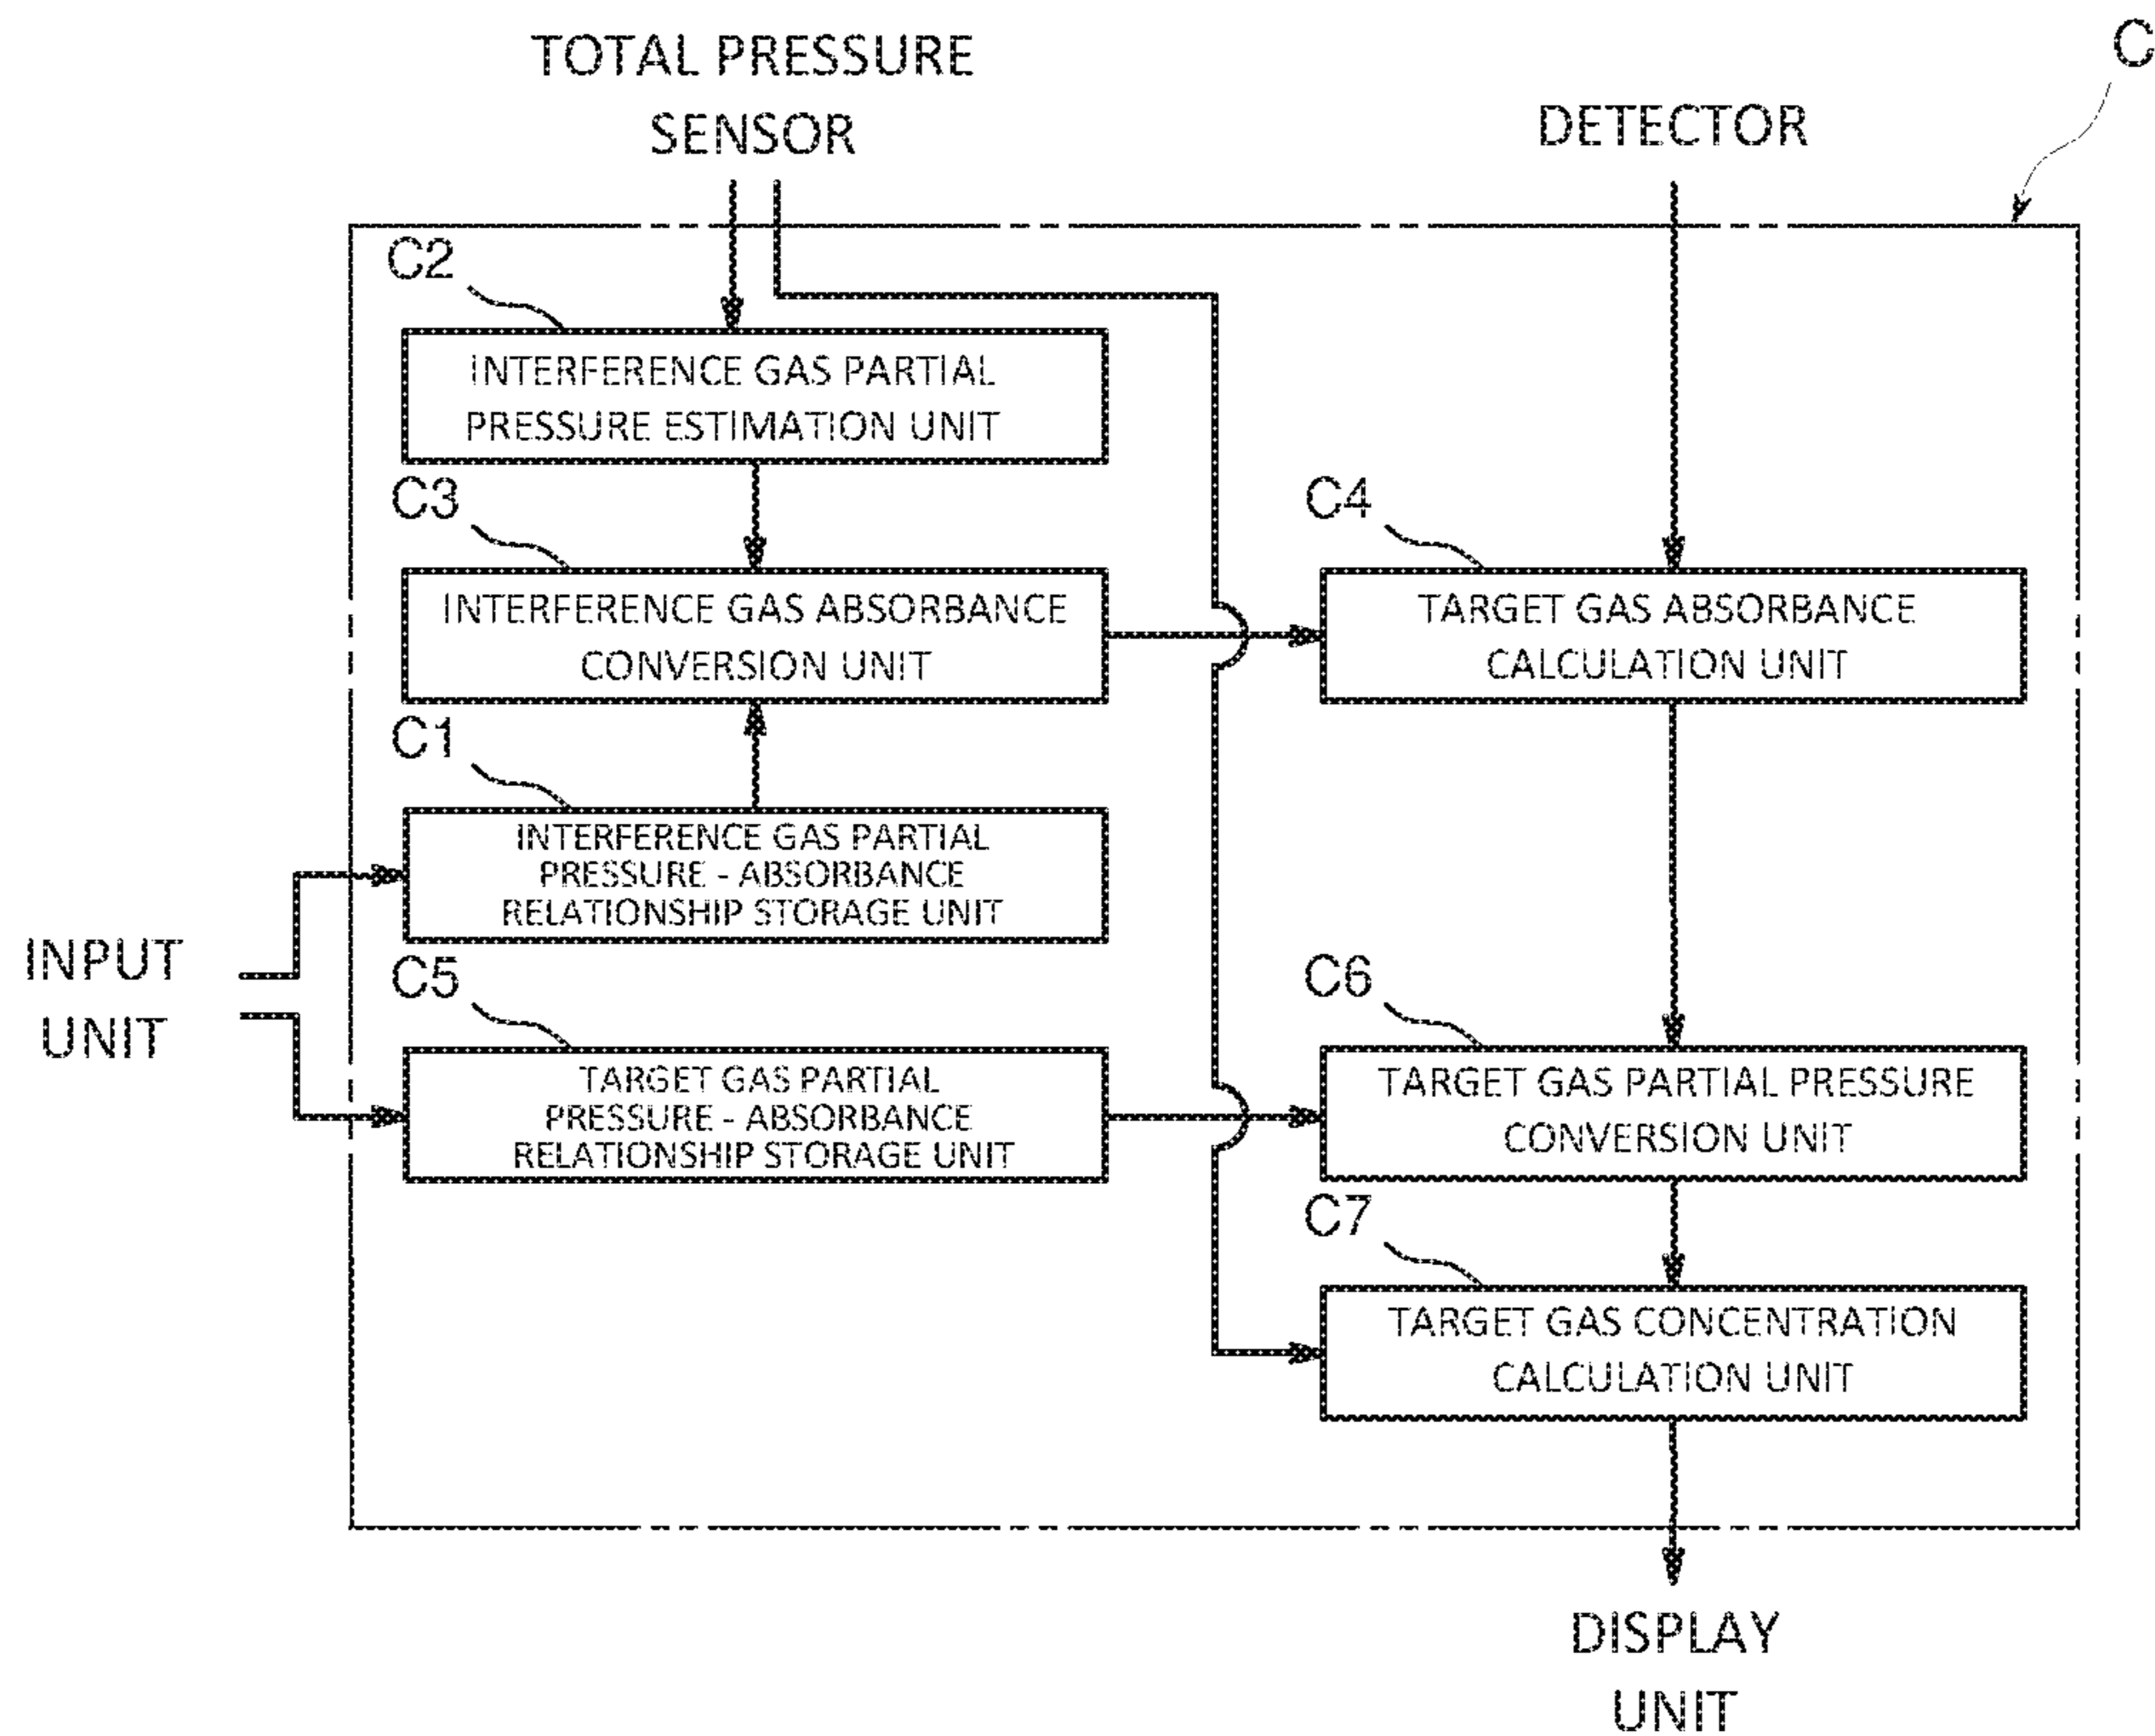 TOTAL PRESSURE
SENSOR
DETECTOR
C
C2
INTERFERENCE GAS PARTIAL
PRESSURE ESTIMATION UNIT
C3
INTERFERENCE GAS ABSORBANCE
CONVERSION UNIT
C4
TARGET GAS ABSORBANCE
CALCULATION UNIT
C1
INTERFERENCE GAS PARTIAL
PRESSURE - ABSORBANCE
RELATIONSHIP STORAGE UNIT
INPUT
UNIT
C5
TARGET GAS PARTIAL
PRESSURE - ABSORBANCE
RELATIONSHIP STORAGE UNIT
C6
TARGET GAS PARTIAL PRESSURE
CONVERSION UNIT
C7
TARGET GAS CONCENTRATION
CALCULATION UNIT
DISPLAY
UNIT